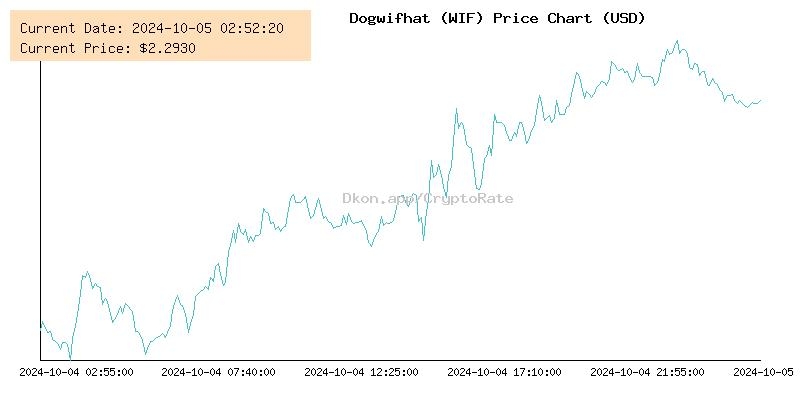 Dogwifhat (WIF) Price Chart (USD)
Current Date: 2024-10-05 02:52:20
Current Price: $2.2930
Dkon.app/CryptoRate
2024-10-04 02:55:00 2024-10-04 07:40:00 2024-10-04 12:25:00 2024-10-04 17:10:00 2024-10-04 21:55:00 2024-10-05